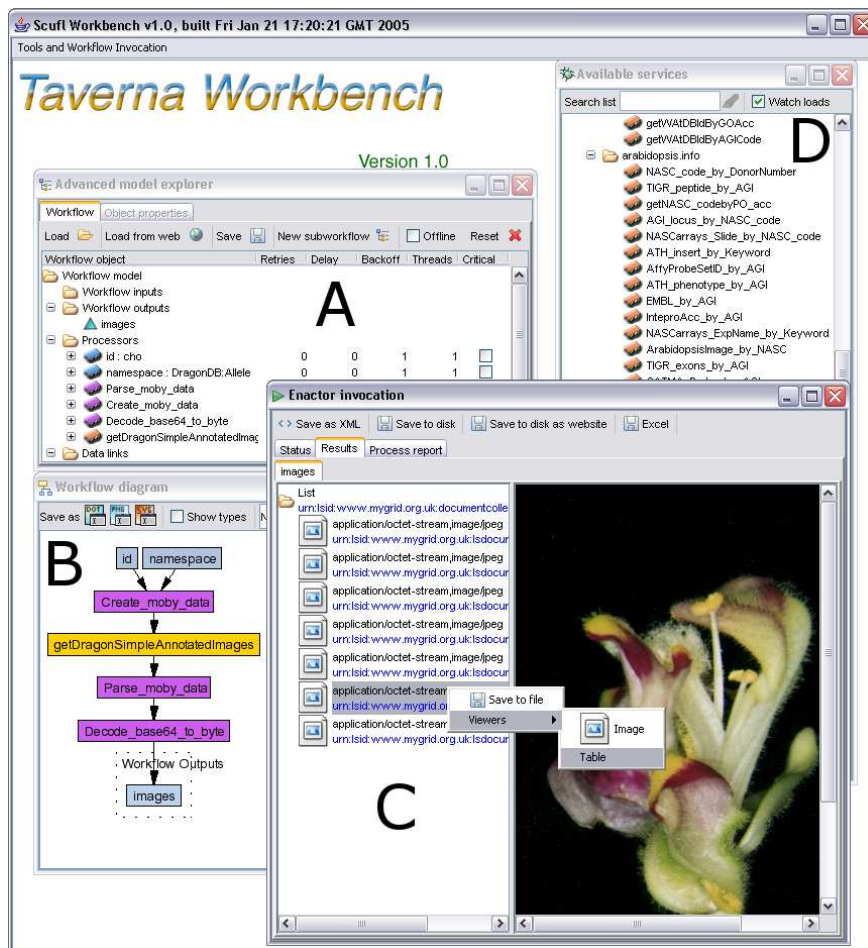 Scufl Workbench v1.0, built Fri Jan 21 17:20:21 GMT 2005
Tools and Workflow Invocation
Taverna Workbench
Version 1.0
Available services
Search list
Watch loads
D
getWAtDBIdByGOAcc
getWAtDBIdByAGICode
arabidopsis.info
NASC_code_by_DonorNumber
TIGR_peptide_by_AGI
getNASC_codebyPO_acc
AGI_locus_by_NASC_code
NASCarrays_Slide_by_NASC_code
ATH_insert_by_Keyword
AffyProbeSetID_by_AGI
ATH_phenotype_by_AGI
EMBL_by_AGI
InteproAcc_by_AGI
NASCarrays_ExpName_by_Keyword
ArabidopsisImage_by_NASC
TIGR_exons_by_AGI
Advanced model explorer
Workflow Object properties
Load Load from web Save New subworkflow Offline Reset
Workflow object Retries Delay Backoff Threads Critical
A
Workflow model
Workflow inputs
Workflow outputs
images
Processors
id : cho 0 0 1 1
namespace : DragonDB:Allele 0 0 1 1
Parse_moby_data
Create_moby_data
Decode_base64_to_byte
getDragonSimpleAnnotatedImag
Data links
Workflow diagram
Save as DOT PNG SVG Show types N
B
id namespace
Create_moby_data
getDragonSimpleAnnotatedImages
Parse_moby_data
Decode_base64_to_byte
Workflow Outputs
images
Enactor invocation
<> Save as XML Save to disk Save to disk as website Excel
Status Results Process report
images
List
urn:lsid:www.mygrid.org.uk:documentcolle
application/octet-stream,image/jpeg
urn:lsid:www.mygrid.org.uk:lsdocur
application/octet-stream,image/jpeg
urn:lsid:www.mygrid.org.uk:lsdocur
application/octet-stream,image/jpeg
urn:lsid:www.mygrid.org.uk:lsdocur
application/octet-stream,image/jpeg
urn:lsid:www.mygrid.org.uk:lsdocur
application/octet-stream,image/jpeg
urn:lsid:www.mygrid.org.uk:lsdocur
application/octet-stream
urn:lsid:www.mygrid.or
application/octet-stre
urn:lsid:www.mygrid.org.uk:lsdocur
Save to file
Viewers
Image
Table
C